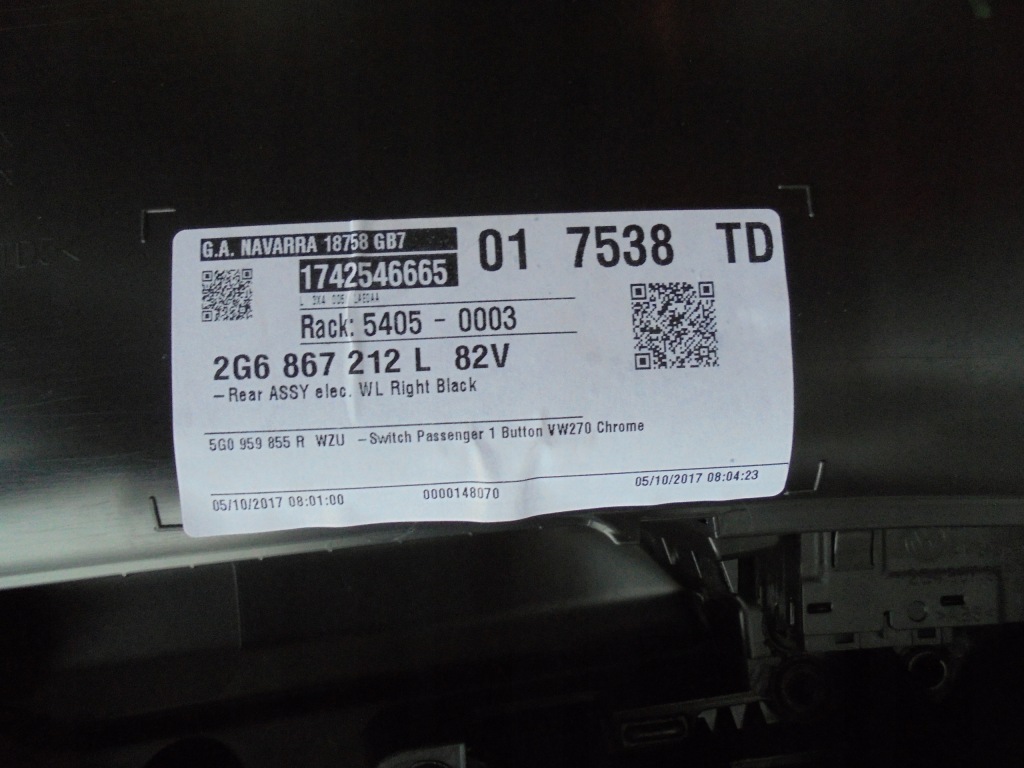 G.A. NAVARRA 18758 GB7
01 7538 TD
1742546665
Rack: 5405 - 0003
2G6 867 212 L 82V
-Rear ASSY elec. WL Right Black
5G0 959 855 R WZU -Switch Passenger 1 Button VW270 Chrome
05/10/2017 08:01:00 0000148070 05/10/2017 08:04:23